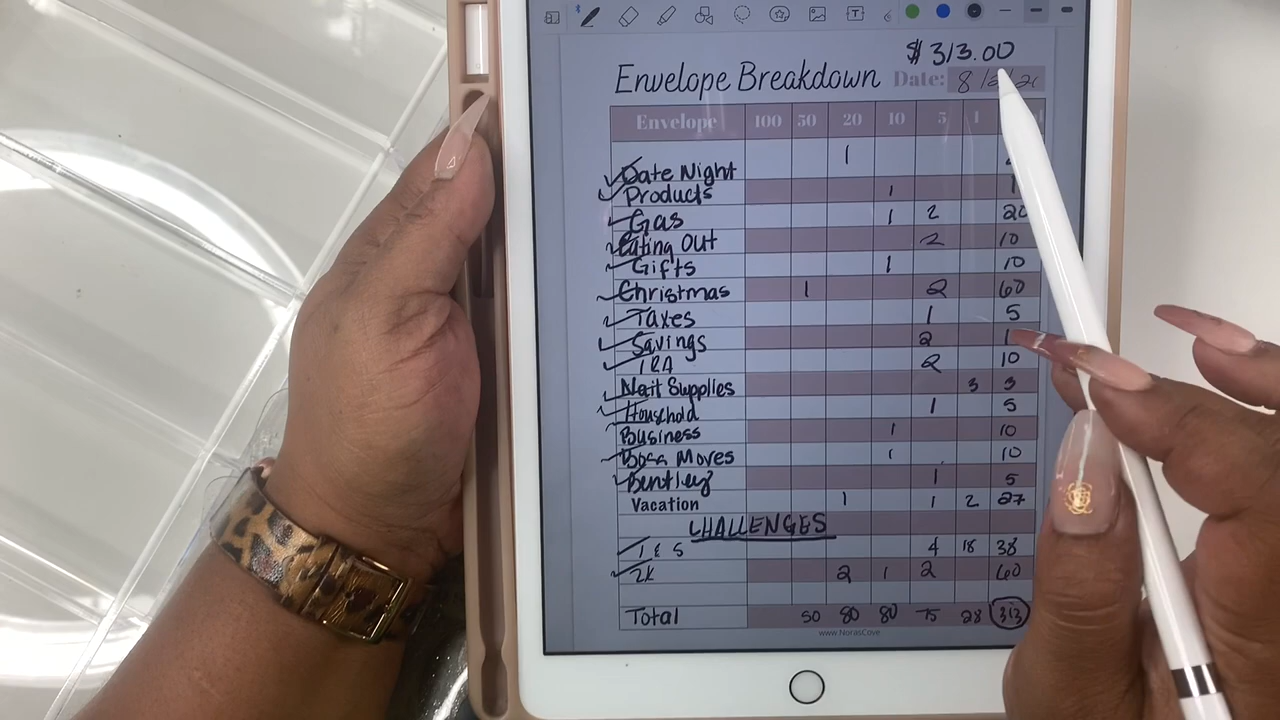 $ 313.00
Envelope Breakdown Date: 8
Envelope 100 50 20 10 5 1
Date Night 1
Products 1
Gas 1 2 20
Eating Out 2 10
Gifts 1 10
Christmas 1 2 60
Taxes 1 5
Savings 2
IRA 2 10
Nail Supplies 3 3
Household 1 5
Business 1 10
Boss Moves 1 10
Bentley 1 5
Vacation 1 1 2 27
CHALLENGES
1 & 5 4 18 38
2K 2 1 2 60
Total 50 80 80 75 28 313
www.NorasCove